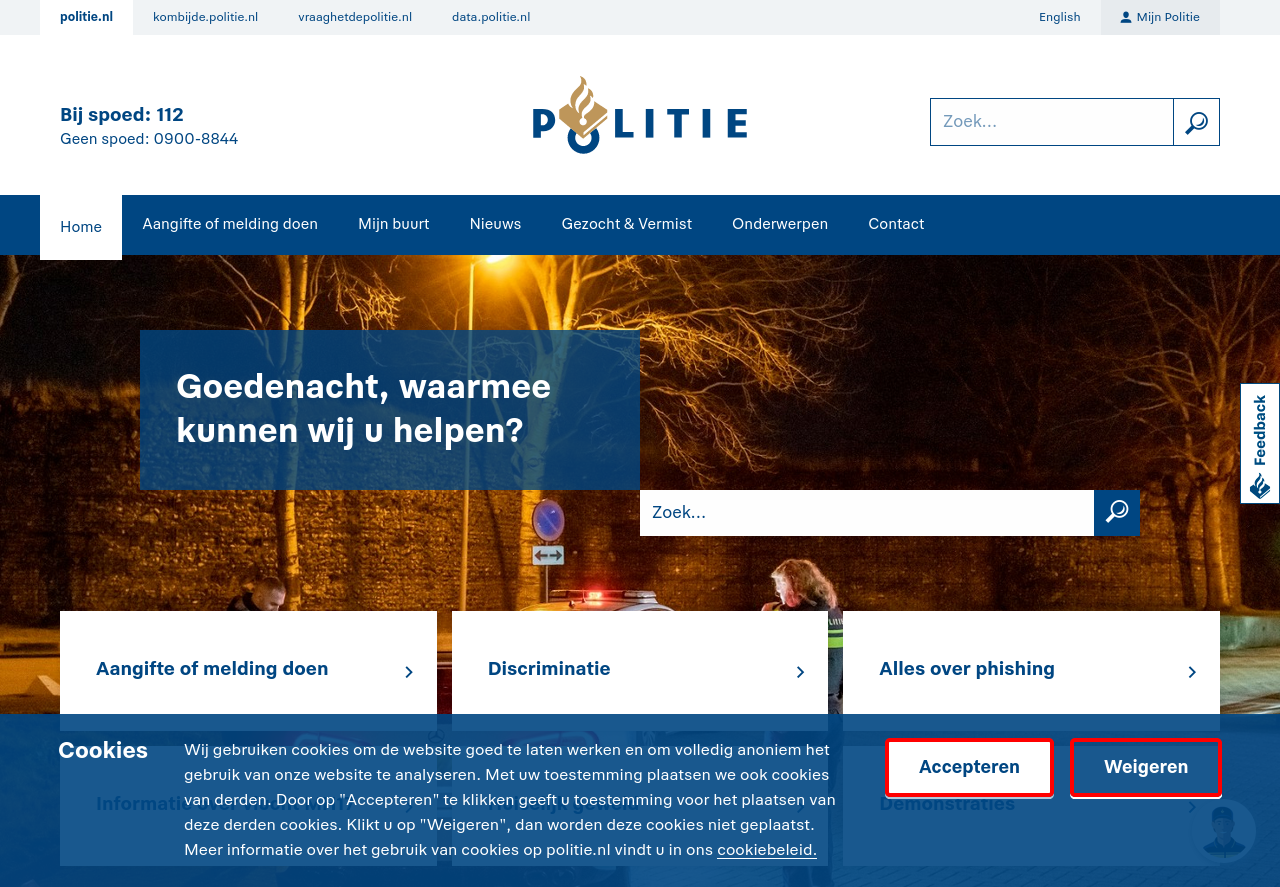 politie.nl
kombijde.politie.nl
vraaghetdepolitie.nl
data.politie.nl
English
Mijn Politie
Bij spoed: 112
Geen spoed: 0900-8844
POLITIE
Zoek...
Home
Aangifte of melding doen
Mijn buurt
Nieuws
Gezocht & Vermist
Onderwerpen
Contact
Goedenacht, waarmee
kunnen wij u helpen?
Feedback
Zoek...
Aangifte of melding doen
Discriminatie
Alles over phishing
Cookies
Wij gebruiken cookies om de website goed te laten werken en om volledig anoniem het
gebruik van onze website te analyseren. Met uw toestemming plaatsen we ook cookies
van derden. Door op "Accepteren" te klikken geeft u toestemming voor het plaatsen van
deze derden cookies. Klikt u op "Weigeren", dan worden deze cookies niet geplaatst.
Meer informatie over het gebruik van cookies op politie.nl vindt u in ons cookiebeleid.
Accepteren
Weigeren
Demonstraties